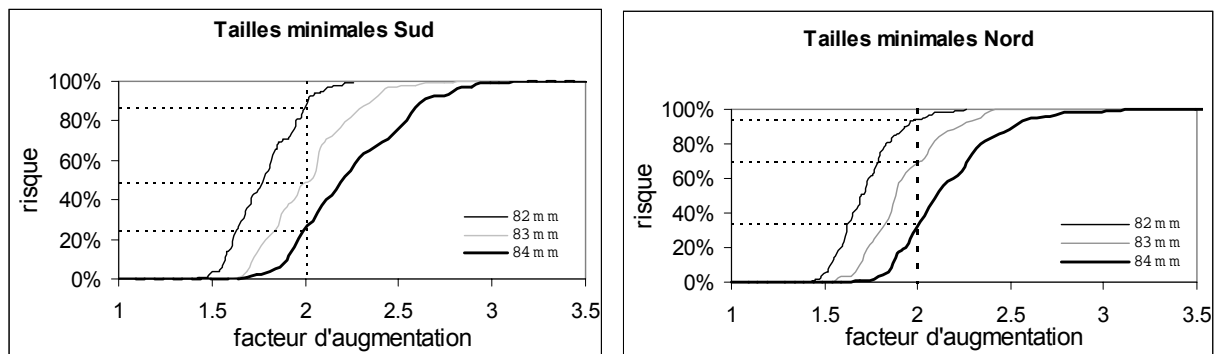 Tailles minimales Sud
100%
80%
60%
40%
20%
0%
risque
82 mm
83 mm
84 mm
1 1.5 2 2.5 3 3.5
facteur d'augmentation
Tailles minimales Nord
100%
80%
60%
40%
20%
0%
risque
82 mm
83 mm
84 mm
1 1.5 2 2.5 3 3.5
facteur d'augmentation